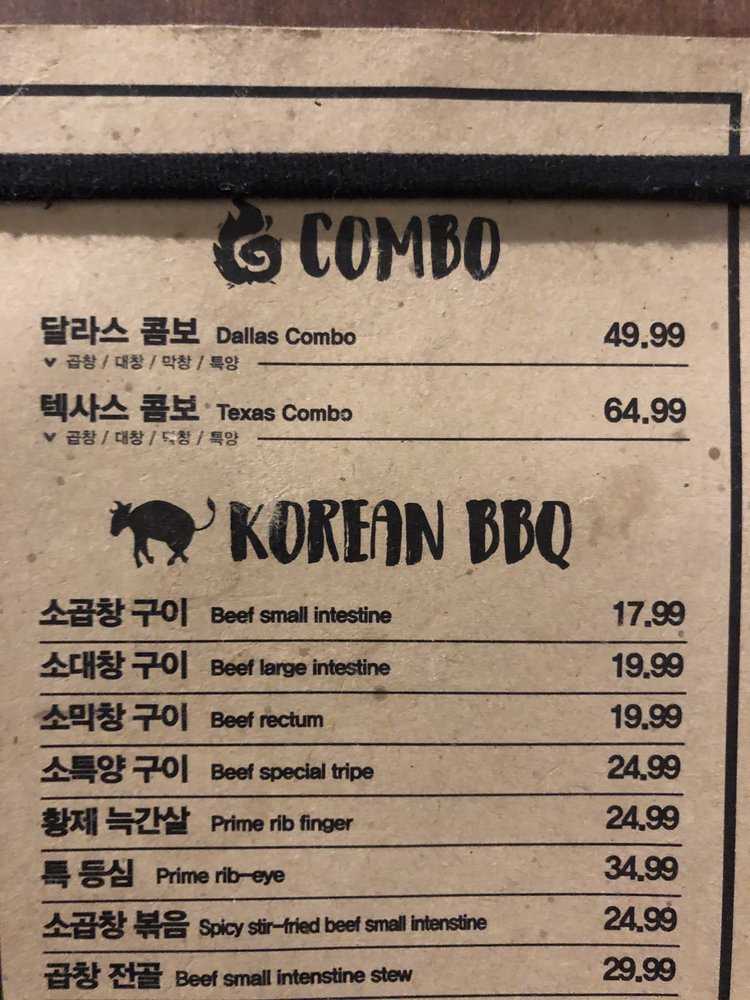 COMBO
달라스 콤보 Dallas Combo 49.99
곱창 / 대창 / 막창 / 특양
텍사스 콤보 Texas Combo 64.99
곱창 / 대창 / 막창 / 특양
KOREAN BBQ
소곱창 구이 Beef small intestine 17.99
소대창 구이 Beef large intestine 19.99
소막창 구이 Beef rectum 19.99
소특양 구이 Beef special tripe 24.99
황제 늑간살 Prime rib finger 24.99
특 등심 Prime rib-eye 34.99
소곱창 볶음 Spicy stir-fried beef small intenstine 24.99
곱창 전골 Beef small intenstine stew 29.99